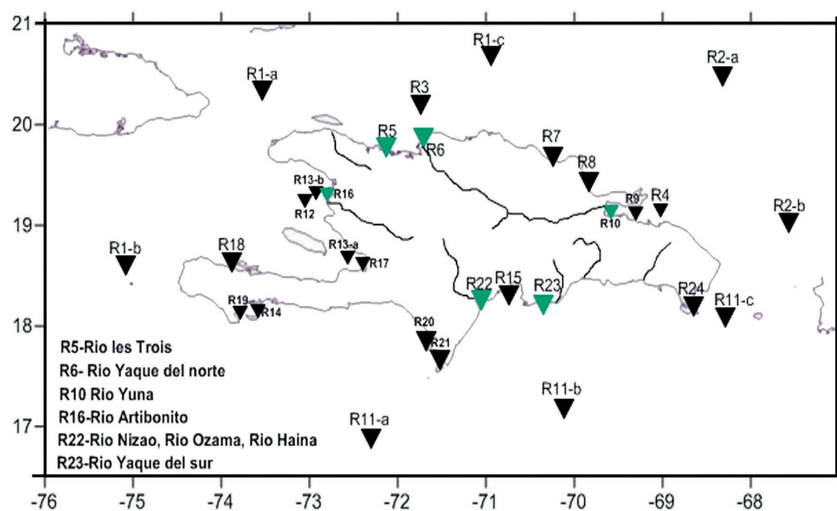 21
R1-c
R2-a
R1-a
R3
20
R5
R6
R7
R8
R13-b
R16
R12
R9
R4
R10
19
R2-b
R1-b
R18
R13-a
R17
R22
R15
R23
R24
R11-c
R19
R14
18
R20
R21
R5-Rio les Trois
R6- Rio Yaque del norte
R10 Rio Yuna
R16-Rio Artibonito
R22-Rio Nizao, Rio Ozama, Rio Haina
R23-Rio Yaque del sur
R11-b
17
R11-a
-76 -75 -74 -73 -72 -71 -70 -69 -68